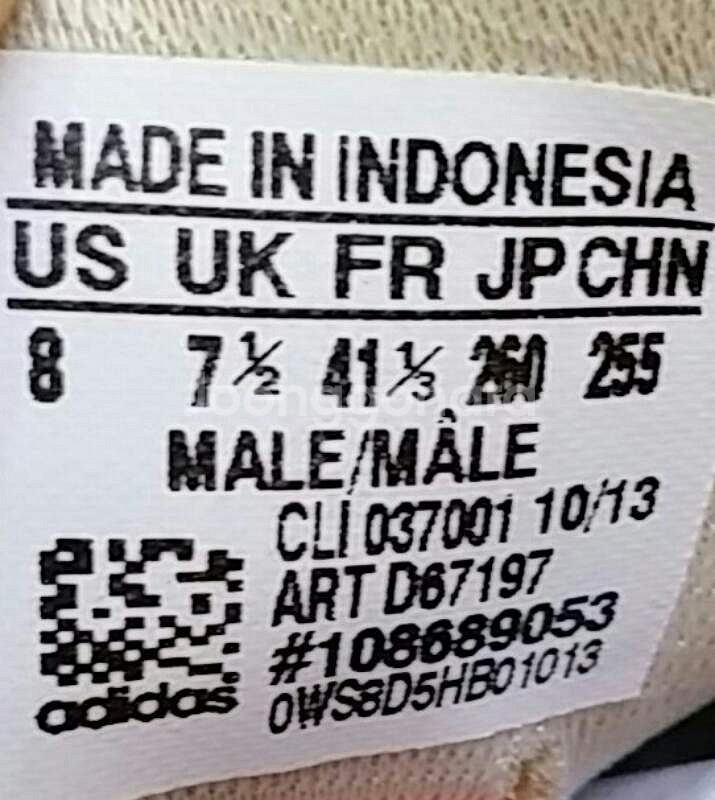 MADE IN INDONESIA
US UK FR JP CHN
8 7½ 41⅓ 260 255
MALE/MÂLE
CLI 037001 10/13
ART D67197
#108689053
0WS8D5HB01013
adidas